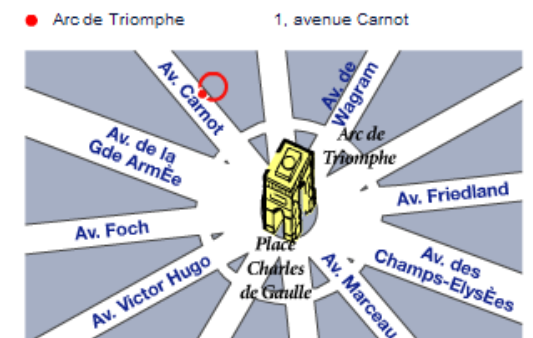 Arc de Triomphe 1, avenue Carnot
Av. Carnot
Av. de
Wagram
Arc de
Triomphe
Av. de la
Gde ArmÈe
Av. Friedland
Av. Foch
Place
Charles
de Gaulle
Av. des
Champs-ElysÈes
Av. Victor Hugo
Av. Marceau